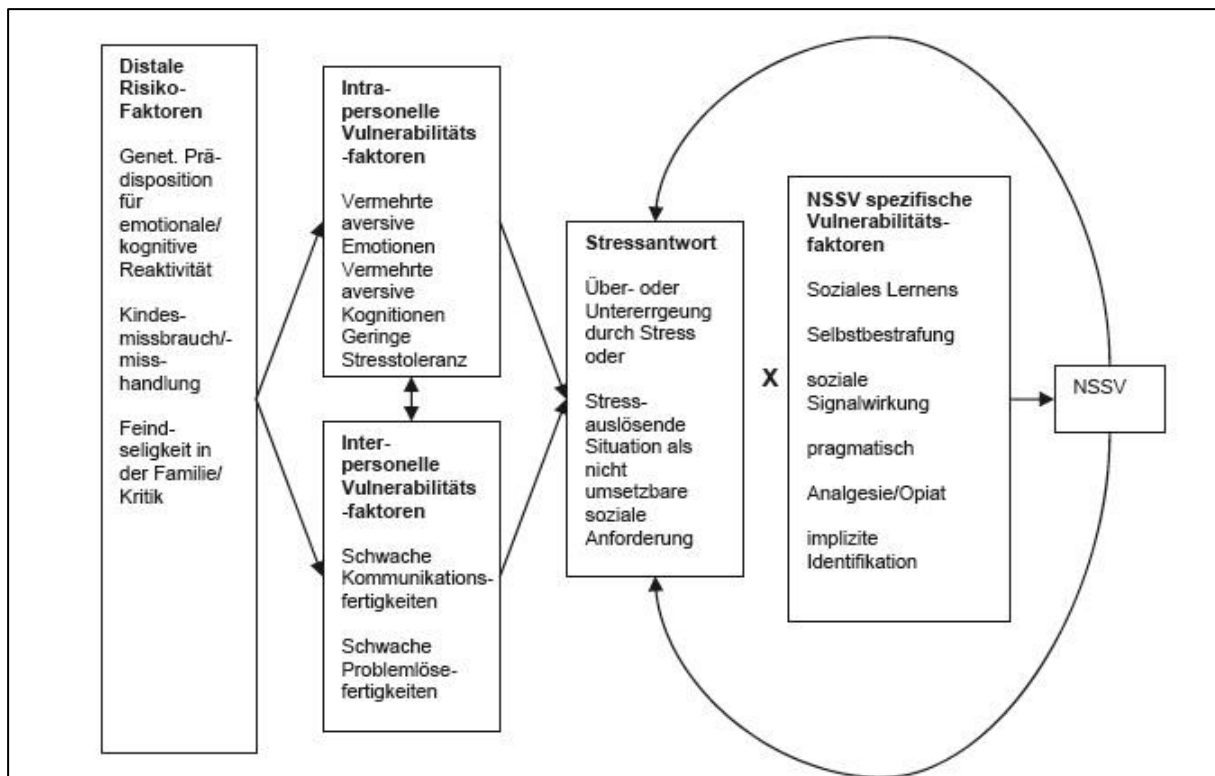 Distale
Risiko-
Faktoren
Genet. Prä-
disposition
für
emotionale/
kognitive
Reaktivität
Kindes-
missbrauch/-
miss-
handlung
Feind-
seligkeit in
der Familie/
Kritik
Intra-
personelle
Vulnerabilitäts
-faktoren
Vermehrte
aversive
Emotionen
Vermehrte
aversive
Kognitionen
Geringe
Stresstoleranz
Inter-
personelle
Vulnerabilitäts
-faktoren
Schwache
Kommunikations-
fertigkeiten
Schwache
Problemlöse-
fertigkeiten
Stressantwort
Über- oder
Untererrgeung
durch Stress
oder
Stress-
auslösende
Situation als
nicht
umsetzbare
soziale
Anforderung
X
NSSV spezifische
Vulnerabilitäts-
faktoren
Soziales Lernens
Selbstbestrafung
soziale
Signalwirkung
pragmatisch
Analgesie/Opiat
implizite
Identifikation
NSSV